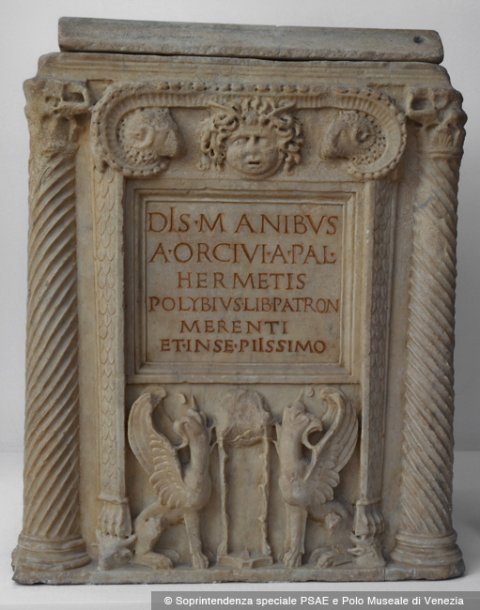 DIS·MANIBVS
A·ORCIVI·A·PAL·
HERMETIS
POLYBIVS·LIB·PATRON
MERENTI
ET·IN·SE·PIISSIMO
© Soprintendenza speciale PSAE e Polo Museale di Venezia